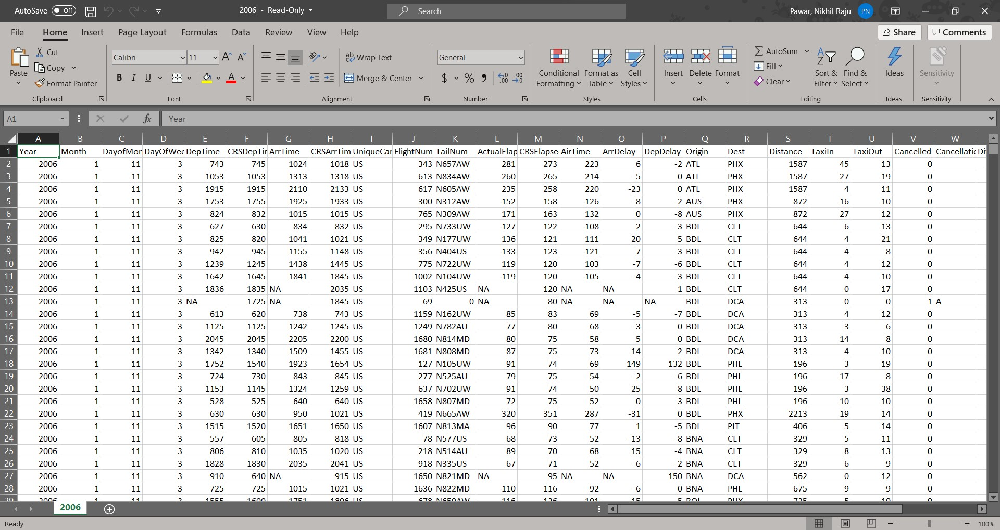 AutoSave Off 2006 - Read-Only Search Pawar, Nikhil Raju PN
File Home Insert Page Layout Formulas Data Review View Help Share Comments
Paste Cut Copy Format Painter Clipboard
Calibri 11 A A B I U A Font
ab Wrap Text Merge & Center Alignment
General $ % Number
Conditional Formatting Format as Table Cell Styles Styles
Insert Delete Format Cells
AutoSum Fill Clear Sort & Filter Find & Select Editing
Ideas Ideas
Sensitivity Sensitivity
A1 fx Year
A B C D E F G H I J K L M N O P Q R S T U V W
1 Year Month DayofMon DayOfWee DepTime CRSDepTir ArrTime CRSArrTim UniqueCar FlightNum TailNum ActualElap CRSElapse AirTime ArrDelay DepDelay Origin Dest Distance TaxiIn TaxiOut Cancelled Cancellatic Di
2 2006 1 11 3 743 745 1024 1018 US 343 N657AW 281 273 223 6 -2 ATL PHX 1587 45 13 0
3 2006 1 11 3 1053 1053 1313 1318 US 613 N834AW 260 265 214 -5 0 ATL PHX 1587 27 19 0
4 2006 1 11 3 1915 1915 2110 2133 US 617 N605AW 235 258 220 -23 0 ATL PHX 1587 4 11 0
5 2006 1 11 3 1753 1755 1925 1933 US 300 N312AW 152 158 126 -8 -2 AUS PHX 872 16 10 0
6 2006 1 11 3 824 832 1015 1015 US 765 N309AW 171 163 132 0 -8 AUS PHX 872 27 12 0
7 2006 1 11 3 627 630 834 832 US 295 N733UW 127 122 108 2 -3 BDL CLT 644 6 13 0
8 2006 1 11 3 825 820 1041 1021 US 349 N177UW 136 121 111 20 5 BDL CLT 644 4 21 0
9 2006 1 11 3 942 945 1155 1148 US 356 N404US 133 123 121 7 -3 BDL CLT 644 4 8 0
10 2006 1 11 3 1239 1245 1438 1445 US 775 N722UW 119 120 103 -7 -6 BDL CLT 644 4 12 0
11 2006 1 11 3 1642 1645 1841 1845 US 1002 N104UW 119 120 105 -4 -3 BDL CLT 644 4 10 0
12 2006 1 11 3 1836 1835 NA 2035 US 1103 N425US NA 120 NA NA 1 BDL CLT 644 0 17 0
13 2006 1 11 3 NA 1725 NA 1845 US 69 0 NA 80 NA NA NA BDL DCA 313 0 0 1 A
14 2006 1 11 3 613 620 738 743 US 1159 N162UW 85 83 69 -5 -7 BDL DCA 313 4 12 0
15 2006 1 11 3 1125 1125 1242 1245 US 1249 N782AU 77 80 68 -3 0 BDL DCA 313 3 6 0
16 2006 1 11 3 2045 2045 2205 2200 US 1680 N814MD 80 75 58 5 0 BDL DCA 313 14 8 0
17 2006 1 11 3 1342 1340 1509 1455 US 1681 N808MD 87 75 73 14 2 BDL DCA 313 4 10 0
18 2006 1 11 3 1752 1540 1923 1654 US 127 N105UW 91 74 69 149 132 BDL PHL 196 3 19 0
19 2006 1 11 3 724 730 843 845 US 277 N525AU 79 75 54 -2 -6 BDL PHL 196 17 8 0
20 2006 1 11 3 1153 1145 1324 1259 US 637 N702UW 91 74 50 25 8 BDL PHL 196 3 38 0
21 2006 1 11 3 528 525 640 640 US 1658 N807MD 72 75 52 0 3 BDL PHL 196 10 10 0
22 2006 1 11 3 630 630 950 1021 US 419 N665AW 320 351 287 -31 0 BDL PHX 2213 19 14 0
23 2006 1 11 3 1515 1520 1651 1650 US 1607 N813MA 96 90 77 1 -5 BDL PIT 406 5 14 0
24 2006 1 11 3 557 605 805 818 US 78 N577US 68 73 52 -13 -8 BNA CLT 329 5 11 0
25 2006 1 11 3 806 810 1035 1020 US 218 N514AU 89 70 68 15 -4 BNA CLT 329 8 13 0
26 2006 1 11 3 1828 1830 2035 2041 US 918 N335US 67 71 52 -6 -2 BNA CLT 329 6 9 0
27 2006 1 11 3 910 640 NA 915 US 1650 N821MD NA 95 NA NA 150 BNA DCA 562 0 12 0
28 2006 1 11 3 725 725 1015 1021 US 1636 N822MD 110 116 92 -6 0 BNA PHL 675 9 9 0
2006
Ready 100%